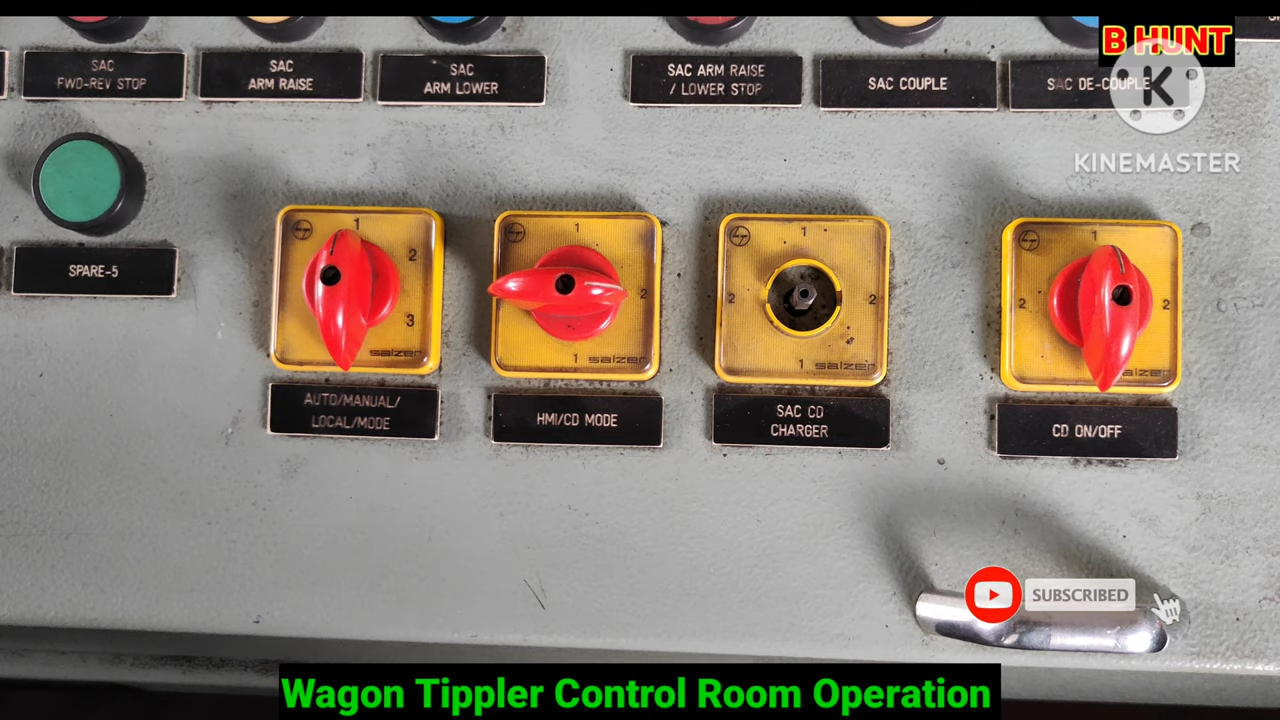 B HUNT
SAC
FWD-REV STOP
SAC
ARM RAISE
SAC
ARM LOWER
SAC ARM RAISE
/ LOWER STOP
SAC COUPLE
SAC DE-COUPLE
K
KINEMASTER
SPARE-5
1
2
3
salzer
AUTO/MANUAL/
LOCAL/MODE
1
2
1 salzer
HMI/CD MODE
1
2 2
1 salzer
SAC CD
CHARGER
1
2 2
salzer
CD ON/OFF
SUBSCRIBED
Wagon Tippler Control Room Operation